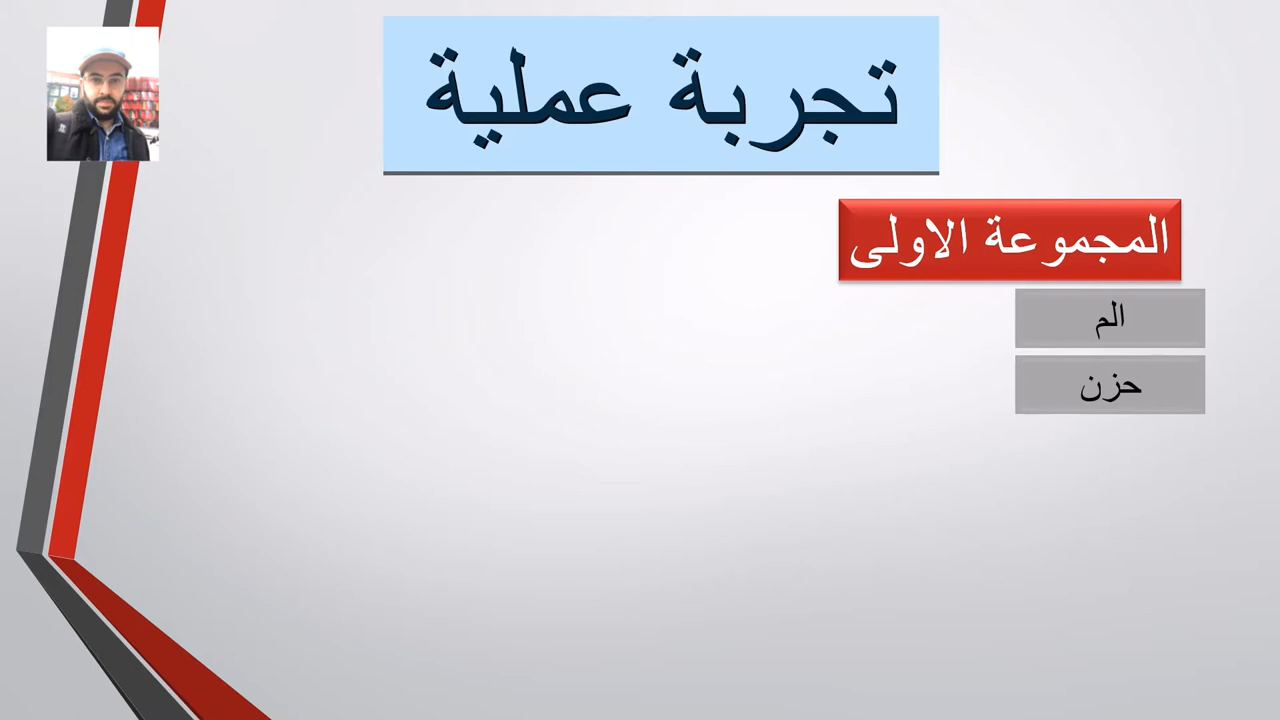 تجربة عملية
المجموعة الاولى
الم
حزن